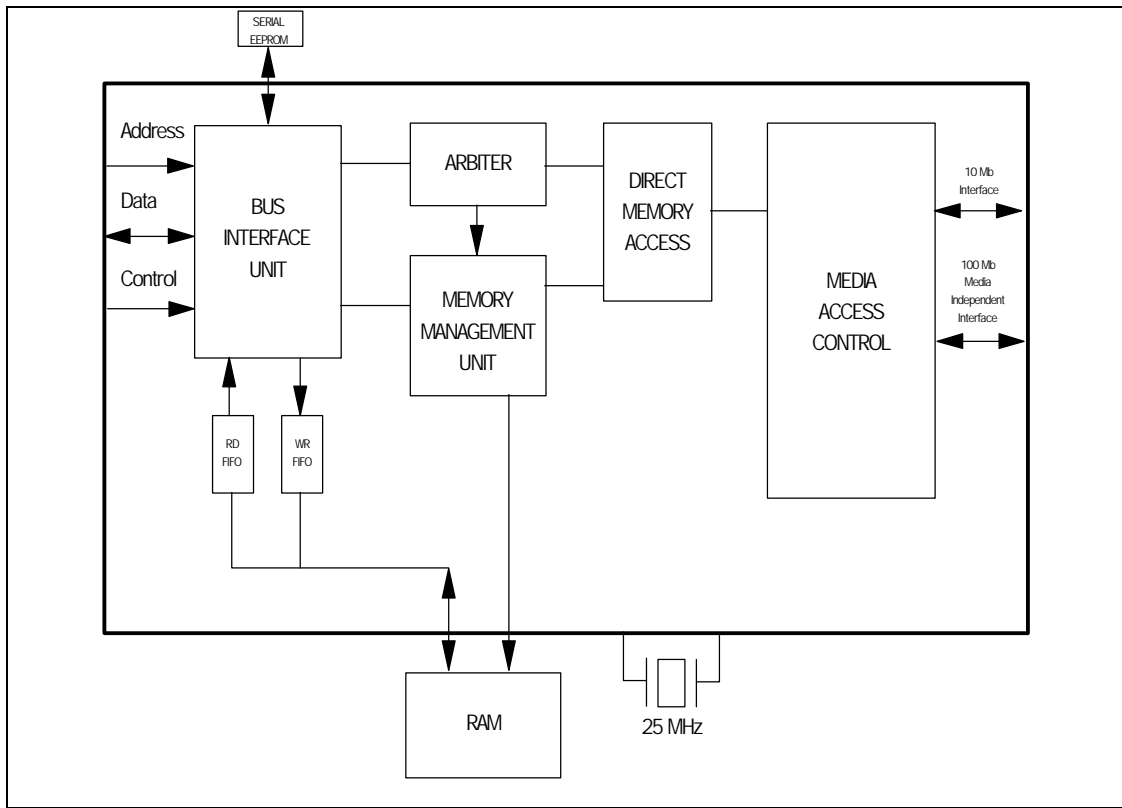 SERIAL
EEPROM
Address
Data
Control
BUS
INTERFACE
UNIT
ARBITER
MEMORY
MANAGEMENT
UNIT
DIRECT
MEMORY
ACCESS
MEDIA
ACCESS
CONTROL
10 Mb
Interface
100 Mb
Media
Independent
Interface
RD
FIFO
WR
FIFO
RAM
25 MHz